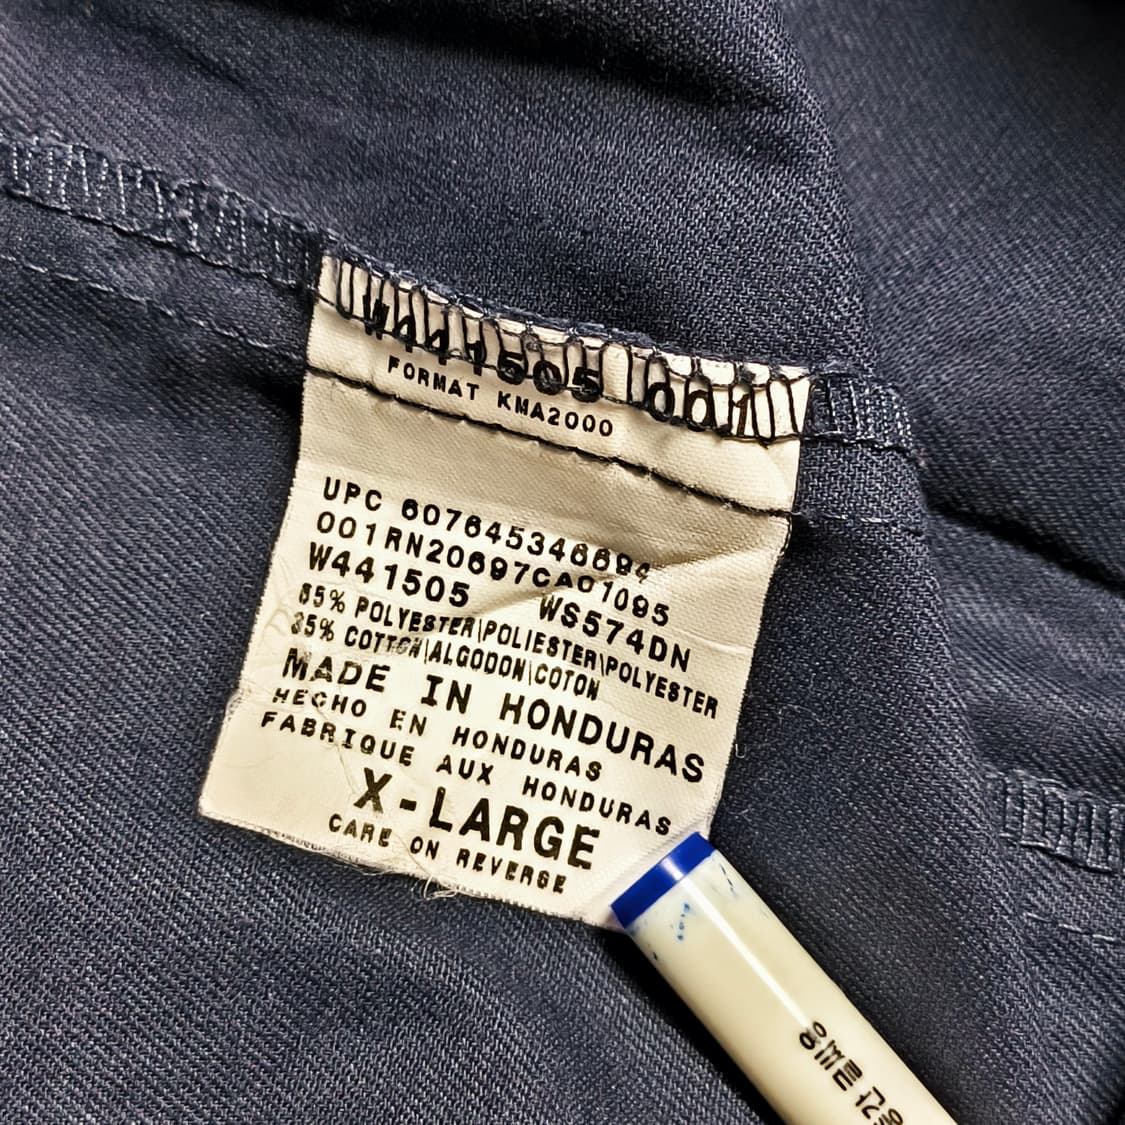 W441505 001
FORMAT KMA2000
UPC 607645346694
001RN20697CA01095
W441505 WS574DN
65% POLYESTER\POLIESTER\POLYESTER
35% COTTON\ALGODON\COTON
MADE IN HONDURAS
HECHO EN HONDURAS
FABRIQUE AUX HONDURAS
X-LARGE
CARE ON REVERSE